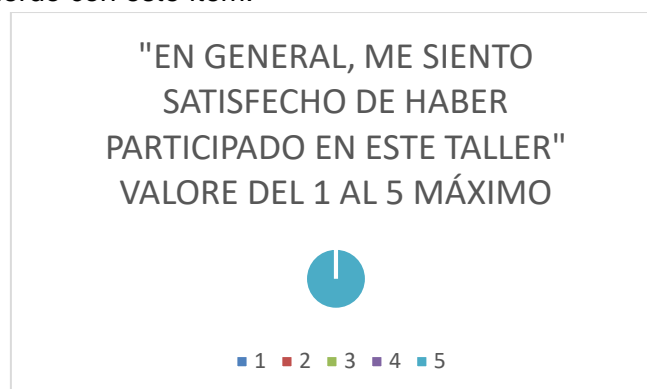 "EN GENERAL, ME SIENTO
SATISFECHO DE HABER
PARTICIPADO EN ESTE TALLER"
VALORE DEL 1 AL 5 MÁXIMO
1 2 3 4 5